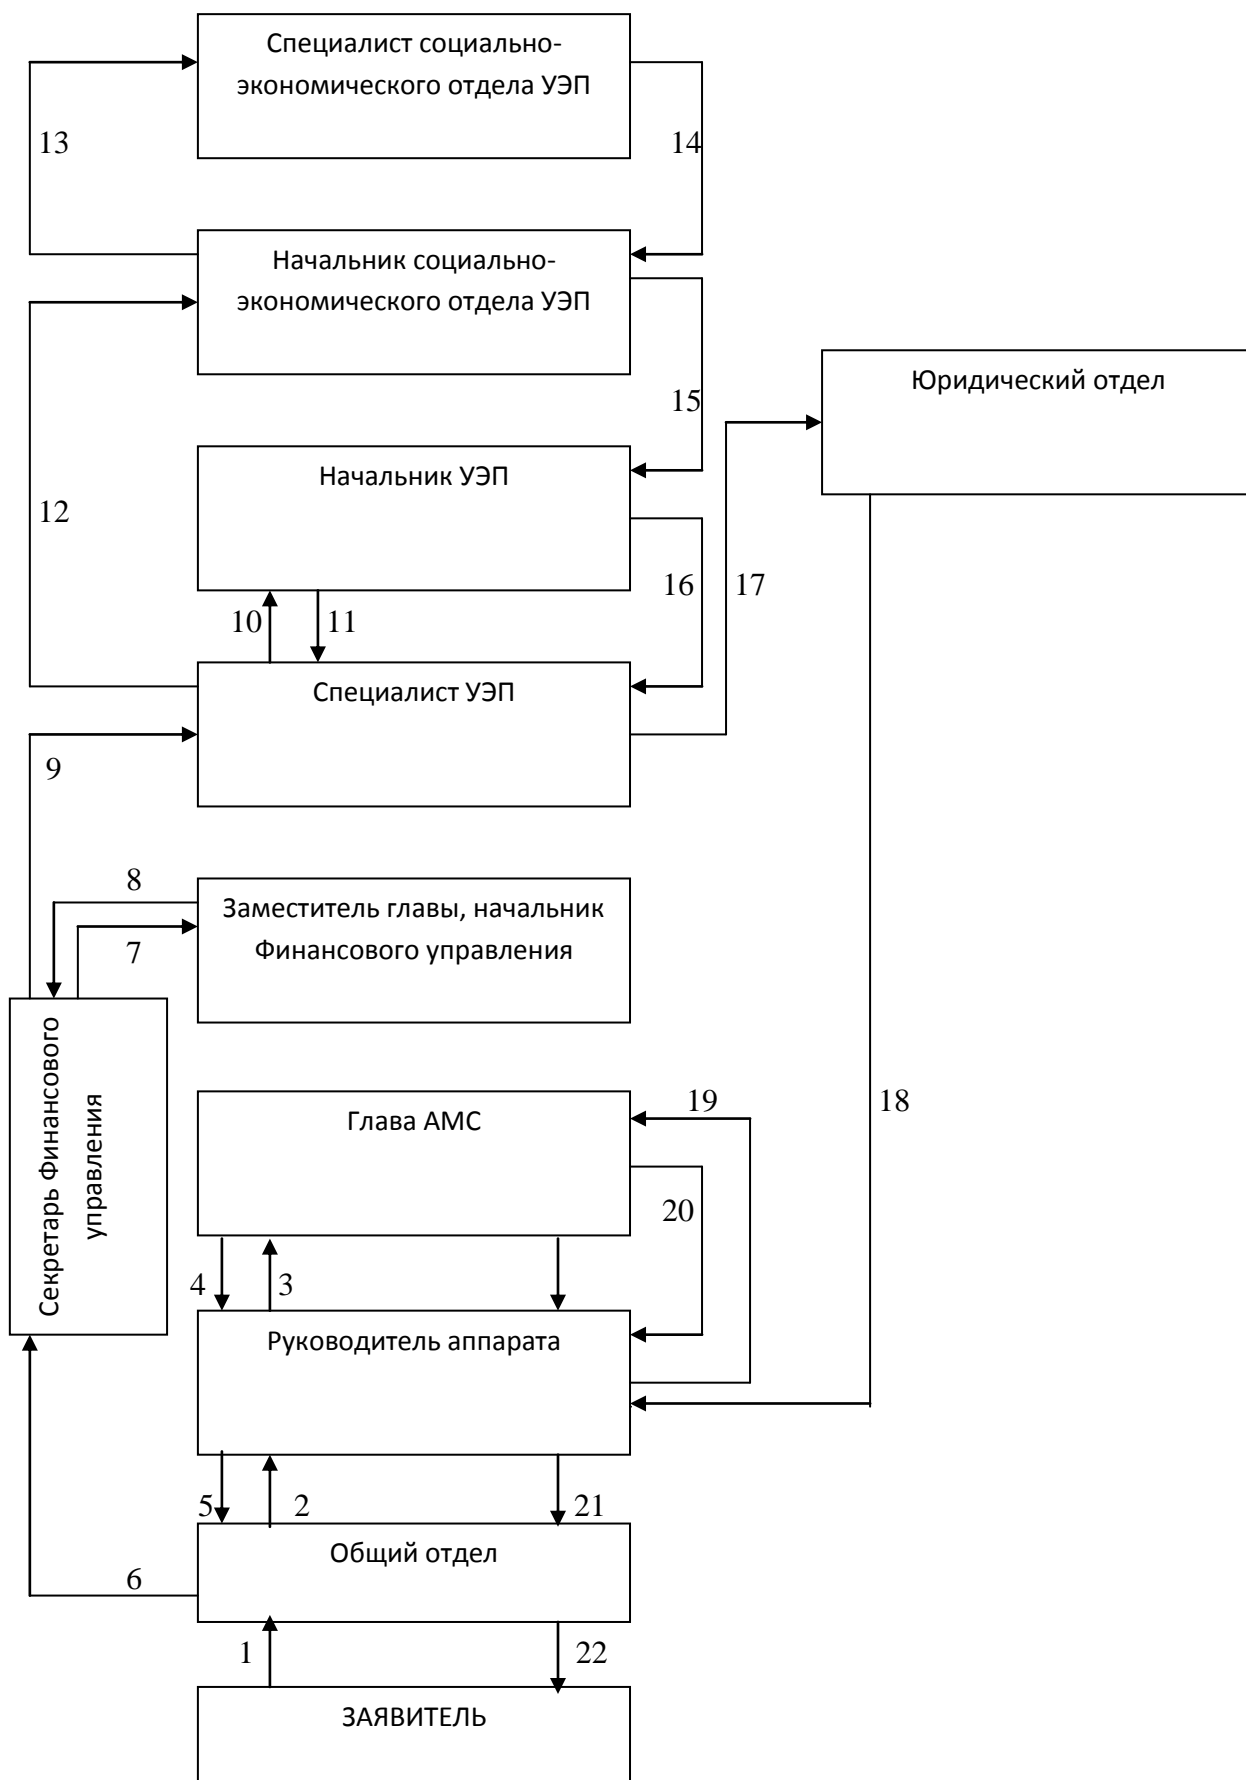 Специалист социально-
экономического отдела УЭП
13
14
Начальник социально-
экономического отдела УЭП
Юридический отдел
15
Начальник УЭП
12
16
17
10
11
Специалист УЭП
9
8
Заместитель главы, начальник
Финансового управления
7
Секретарь Финансового
управления
19
18
Глава АМС
20
4
3
Руководитель аппарата
5
2
21
Общий отдел
6
1
22
ЗАЯВИТЕЛЬ